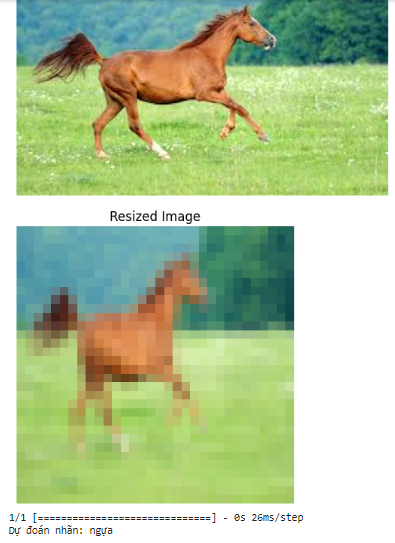 Resized Image
1/1 [==============================] - 0s 26ms/step
Dự đoán nhãn: ngựa